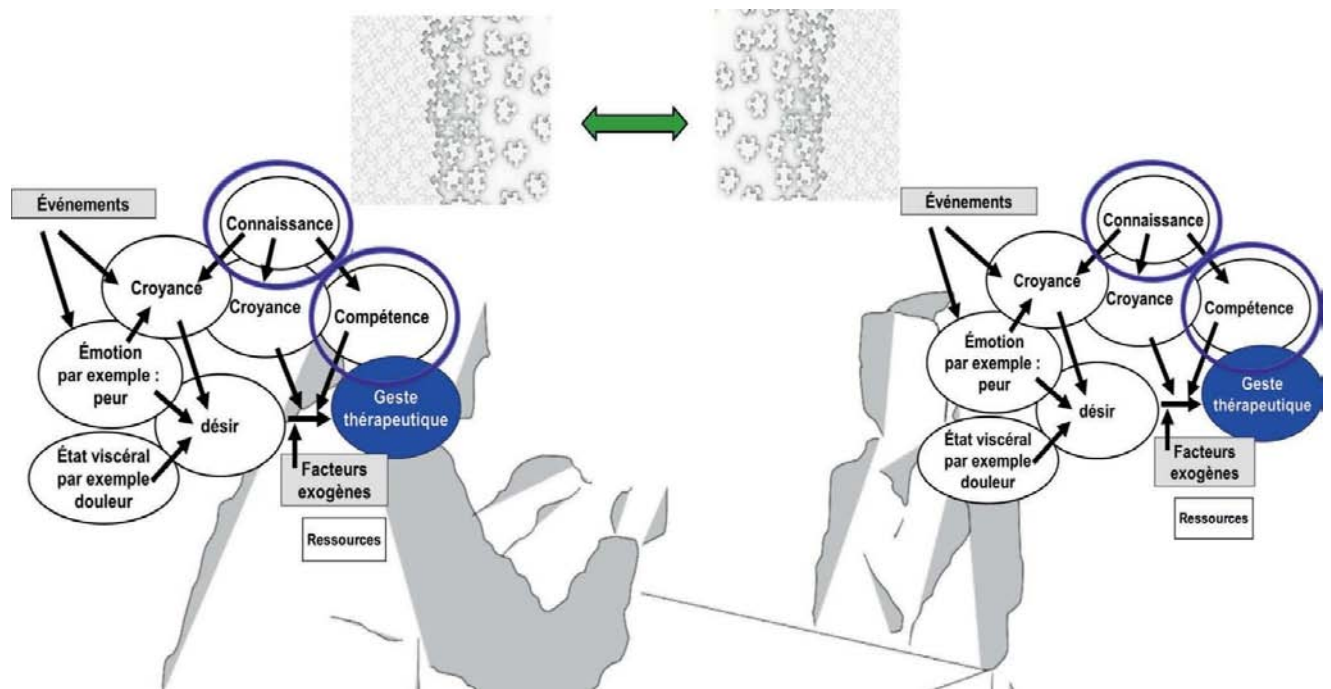 Événements
Connaissance
Croyance
Croyance
Compétence
Émotion
par exemple :
peur
Geste
thérapeutique
désir
État viscéral
par exemple
douleur
Facteurs
exogènes
Ressources
Événements
Connaissance
Croyance
Croyance
Compétence
Émotion
par exemple :
peur
Geste
thérapeutique
désir
État viscéral
par exemple
douleur
Facteurs
exogènes
Ressources